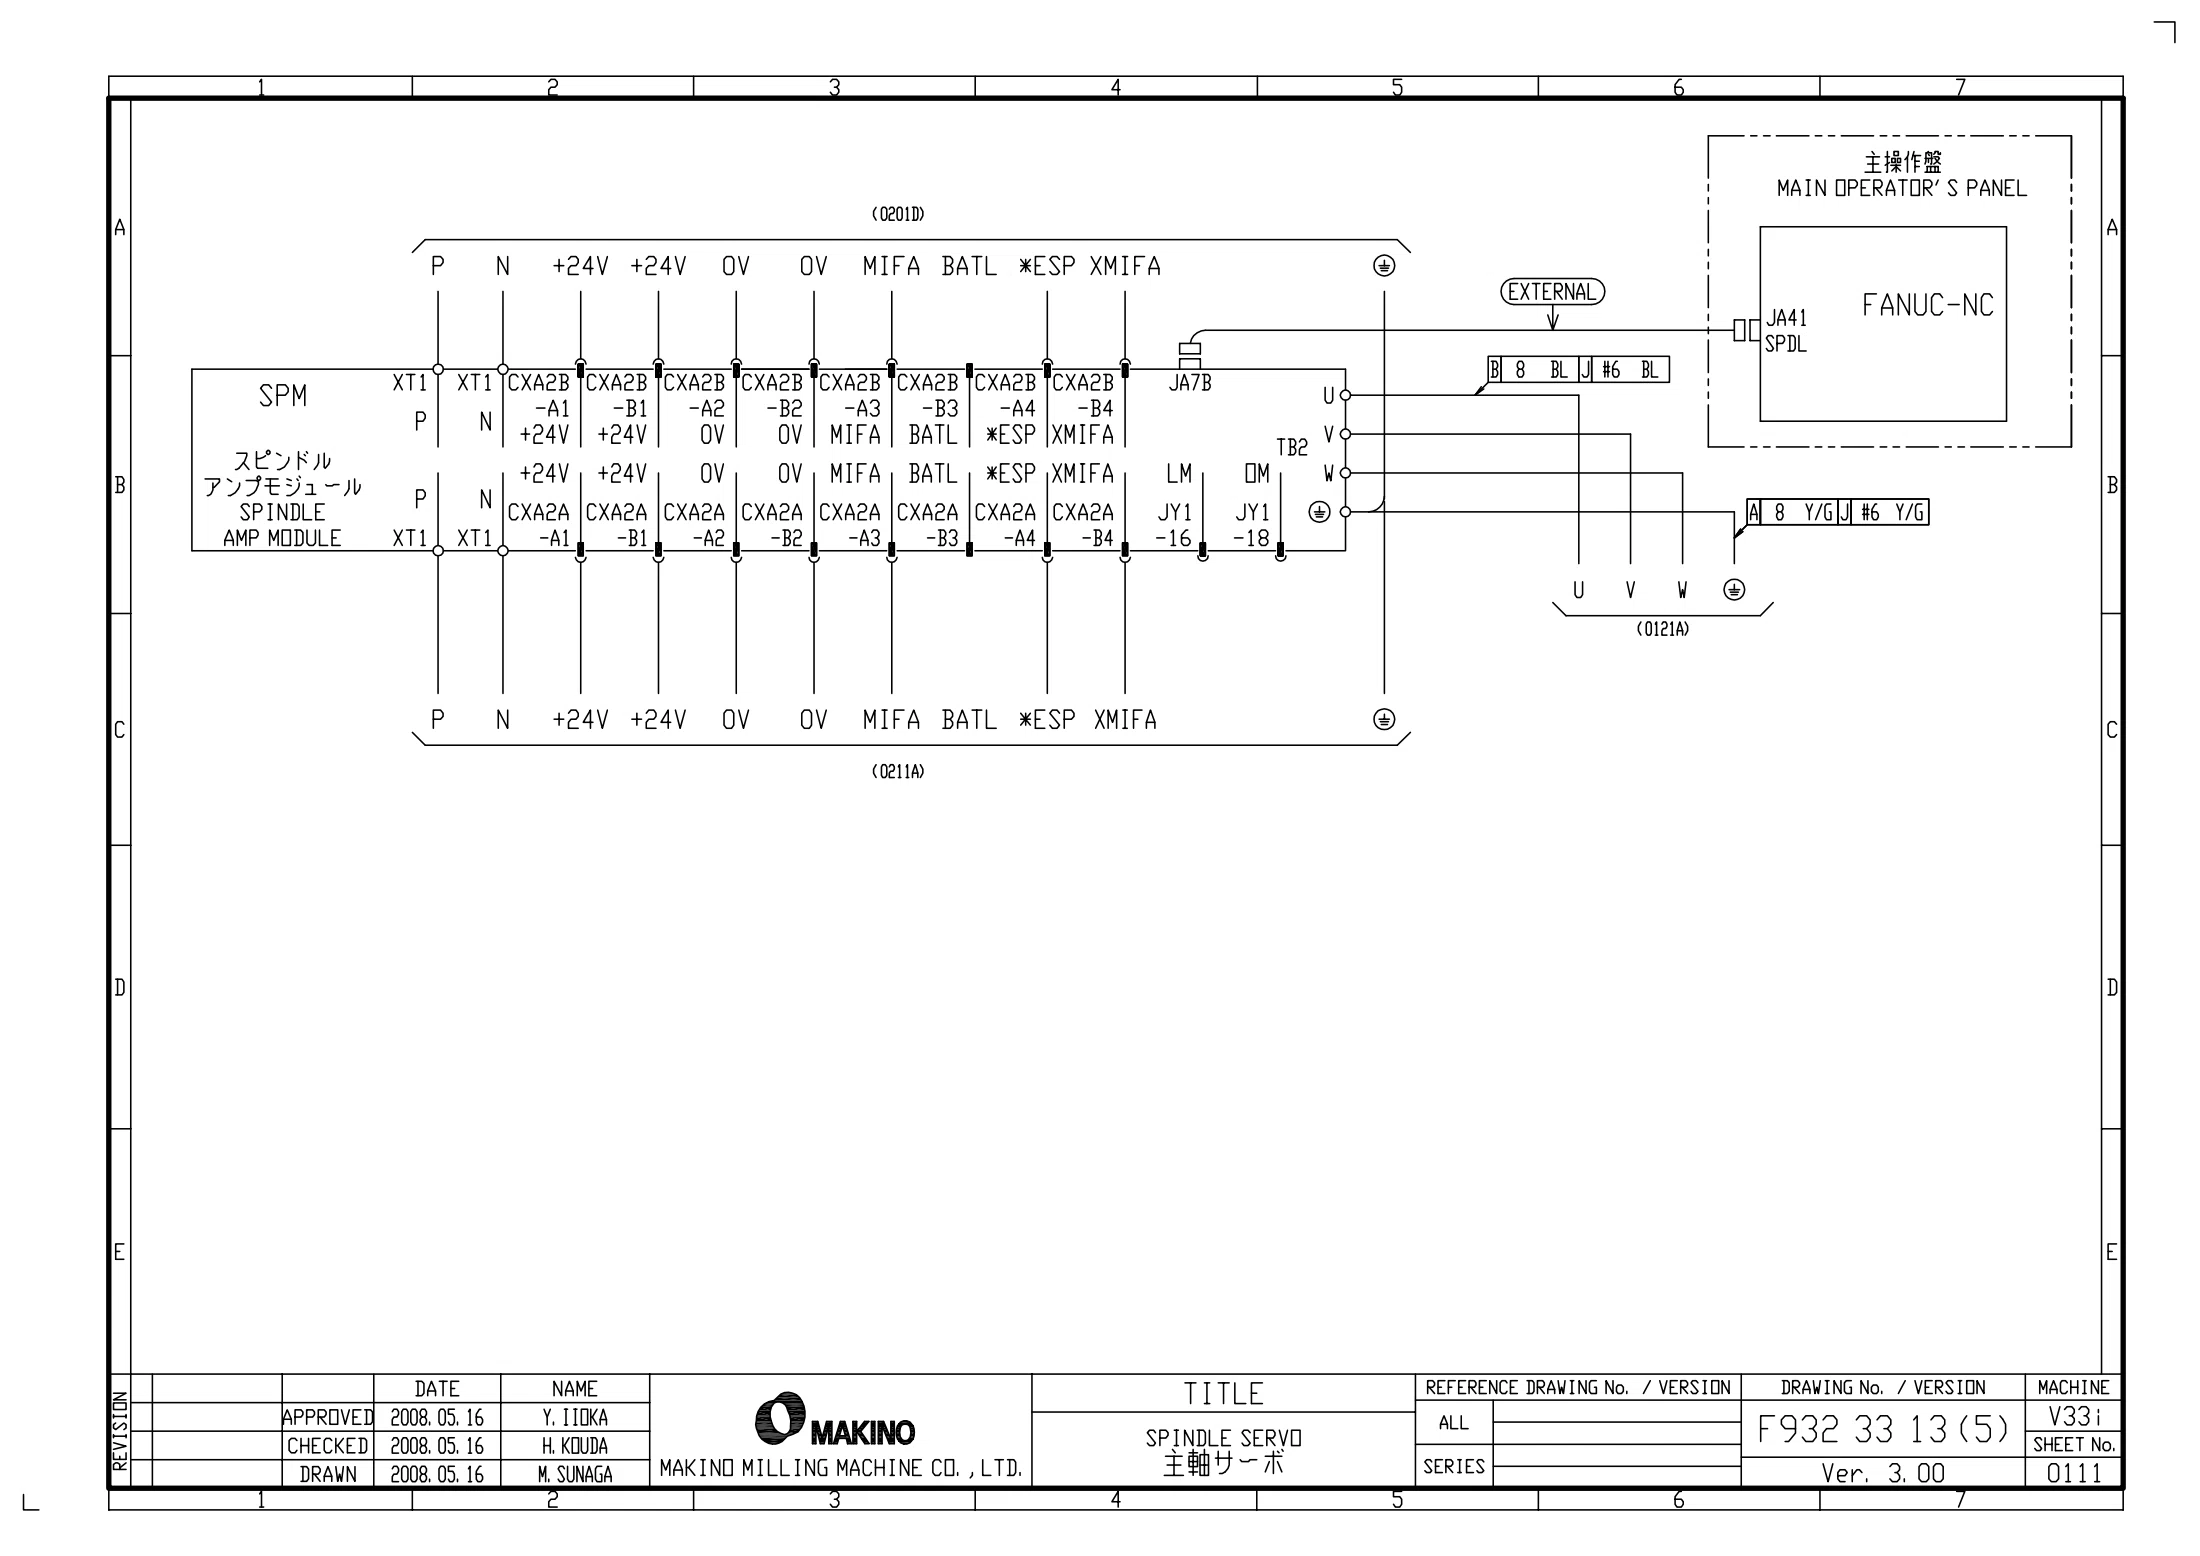 1 2 3 4 5 6 7
主操作盤
MAIN OPERATOR'S PANEL
(0201D)
A A
P N +24V +24V 0V 0V MIFA BATL *ESP XMIFA
EXTERNAL
FANUC-NC
JA41
SPDL
B 8 BL J #6 BL
SPM
XT1 XT1 CXA2B CXA2B CXA2B CXA2B CXA2B CXA2B CXA2B CXA2B JA7B
-A1 -B1 -A2 -B2 -A3 -B3 -A4 -B4
U
P N
+24V +24V 0V 0V MIFA BATL *ESP XMIFA
V
TB2
スピンドル
アンプモジュール
SPINDLE
AMP MODULE
+24V +24V 0V 0V MIFA BATL *ESP XMIFA LM OM
W
B B
P N
CXA2A CXA2A CXA2A CXA2A CXA2A CXA2A CXA2A CXA2A JY1 JY1
A 8 Y/G J #6 Y/G
XT1 XT1 -A1 -B1 -A2 -B2 -A3 -B3 -A4 -B4 -16 -18
U V W
(0121A)
P N +24V +24V 0V 0V MIFA BATL *ESP XMIFA
C C
(0211A)
D D
E E
REVISION
DATE NAME
APPROVED 2008.05.16 Y.IIOKA
CHECKED 2008.05.16 H.KOUDA
DRAWN 2008.05.16 M.SUNAGA
MAKINO
MAKINO MILLING MACHINE CO.,LTD.
TITLE
SPINDLE SERVO
主軸サーボ
REFERENCE DRAWING No. / VERSION
ALL
SERIES
DRAWING No. / VERSION
F932 33 13(5)
Ver. 3.00
MACHINE
V33i
SHEET No.
0111
1 2 3 4 5 6 7